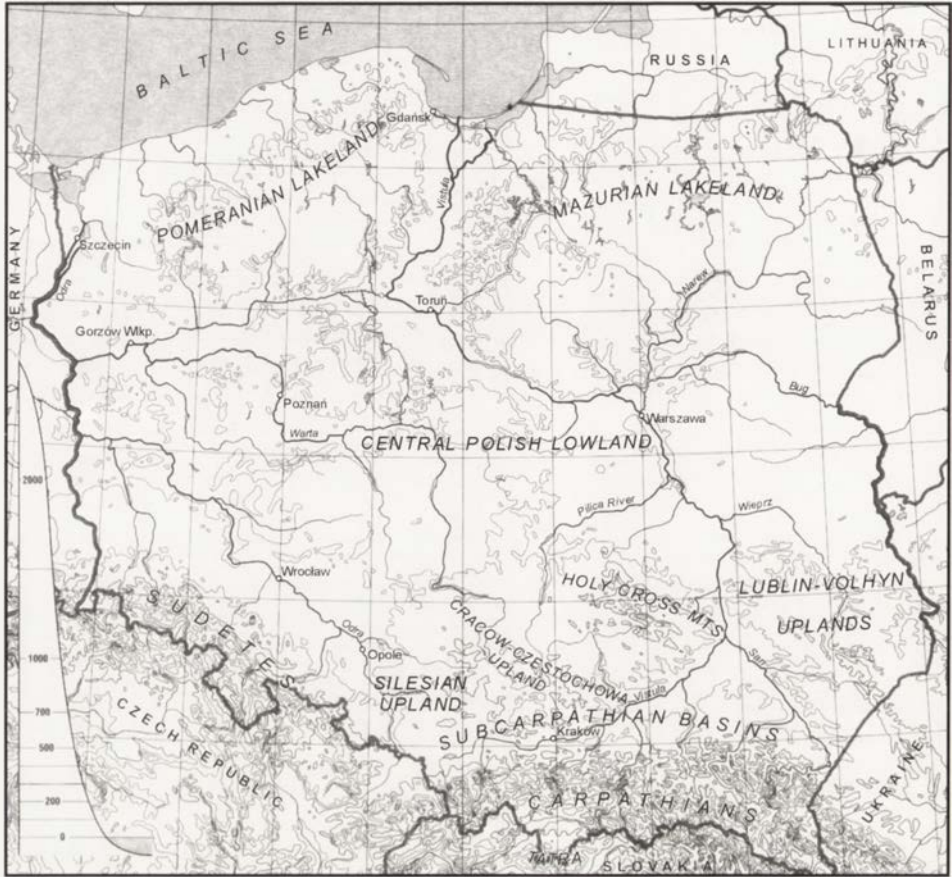 BALTIC SEA
RUSSIA
LITHUANIA
Gdańsk
POMERANIAN LAKELAND
Vistula
MAZURIAN LAKELAND
GERMANY
Szczecin
Odra
BELARUS
Narew
Toruń
Gorzów Wlkp.
Bug
Poznań
Warszawa
Warta
CENTRAL POLISH LOWLAND
2000
Pilica River
Wieprz
Wrocław
HOLY CROSS MTS
LUBLIN-VOLHYN
UPLANDS
SUDETES
CRACOW-CZESTOCHOWA
UPLAND
Odra
Opole
1000
San
SILESIAN
UPLAND
Vistula
700
SUBCARPATHIAN BASINS
Kraków
500
CZECH REPUBLIC
UKRAINE
200
CARPATHIANS
0
TATRA
SLOVAKIA